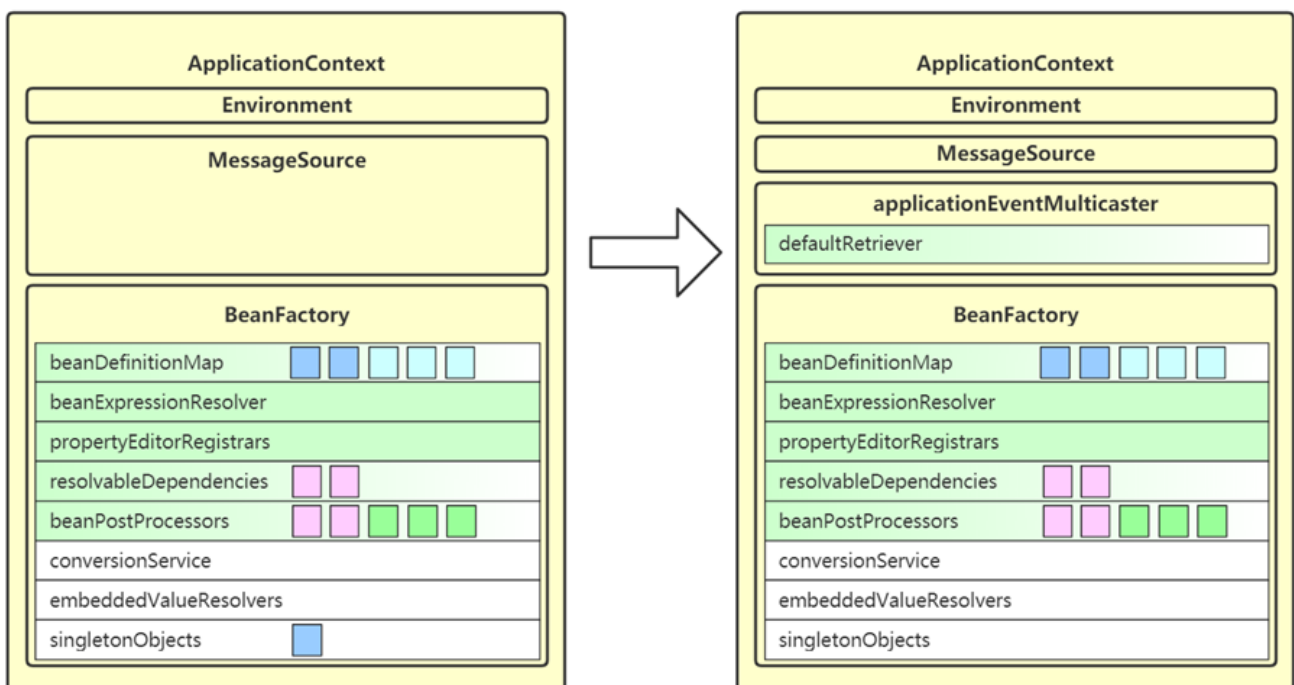 ApplicationContext
Environment
MessageSource
BeanFactory
beanDefinitionMap
beanExpressionResolver
propertyEditorRegistrars
resolvableDependencies
beanPostProcessors
conversionService
embeddedValueResolvers
singletonObjects
ApplicationContext
Environment
MessageSource
applicationEventMulticaster
defaultRetriever
BeanFactory
beanDefinitionMap
beanExpressionResolver
propertyEditorRegistrars
resolvableDependencies
beanPostProcessors
conversionService
embeddedValueResolvers
singletonObjects